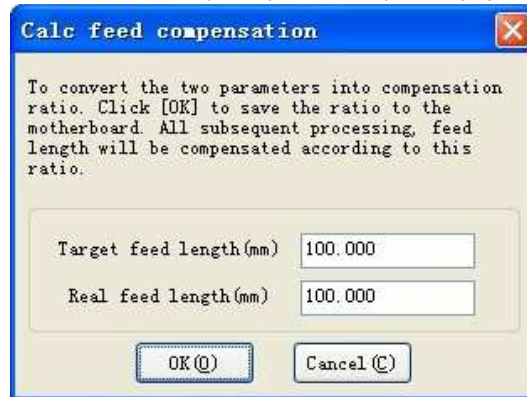 Calc feed compensation
To convert the two parameters into compensation
ratio. Click [OK] to save the ratio to the
motherboard. All subsequent processing, feed
length will be compensated according to this
ratio.
Target feed length(mm) 100.000
Real feed length(mm) 100.000
OK(O) Cancel(C)